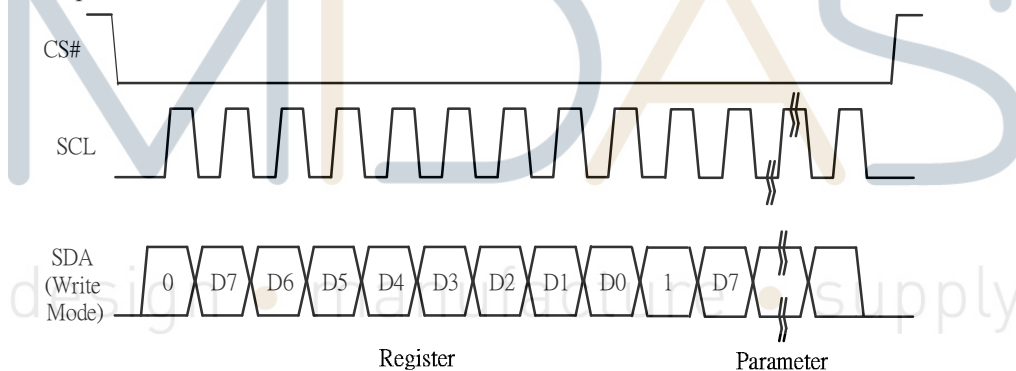 MIDAS
CS#
SCL
SDA
(Write
Mode)
0 D7 D6 D5 D4 D3 D2 D1 D0 1 D7
design • manufacture • supply
Register Parameter